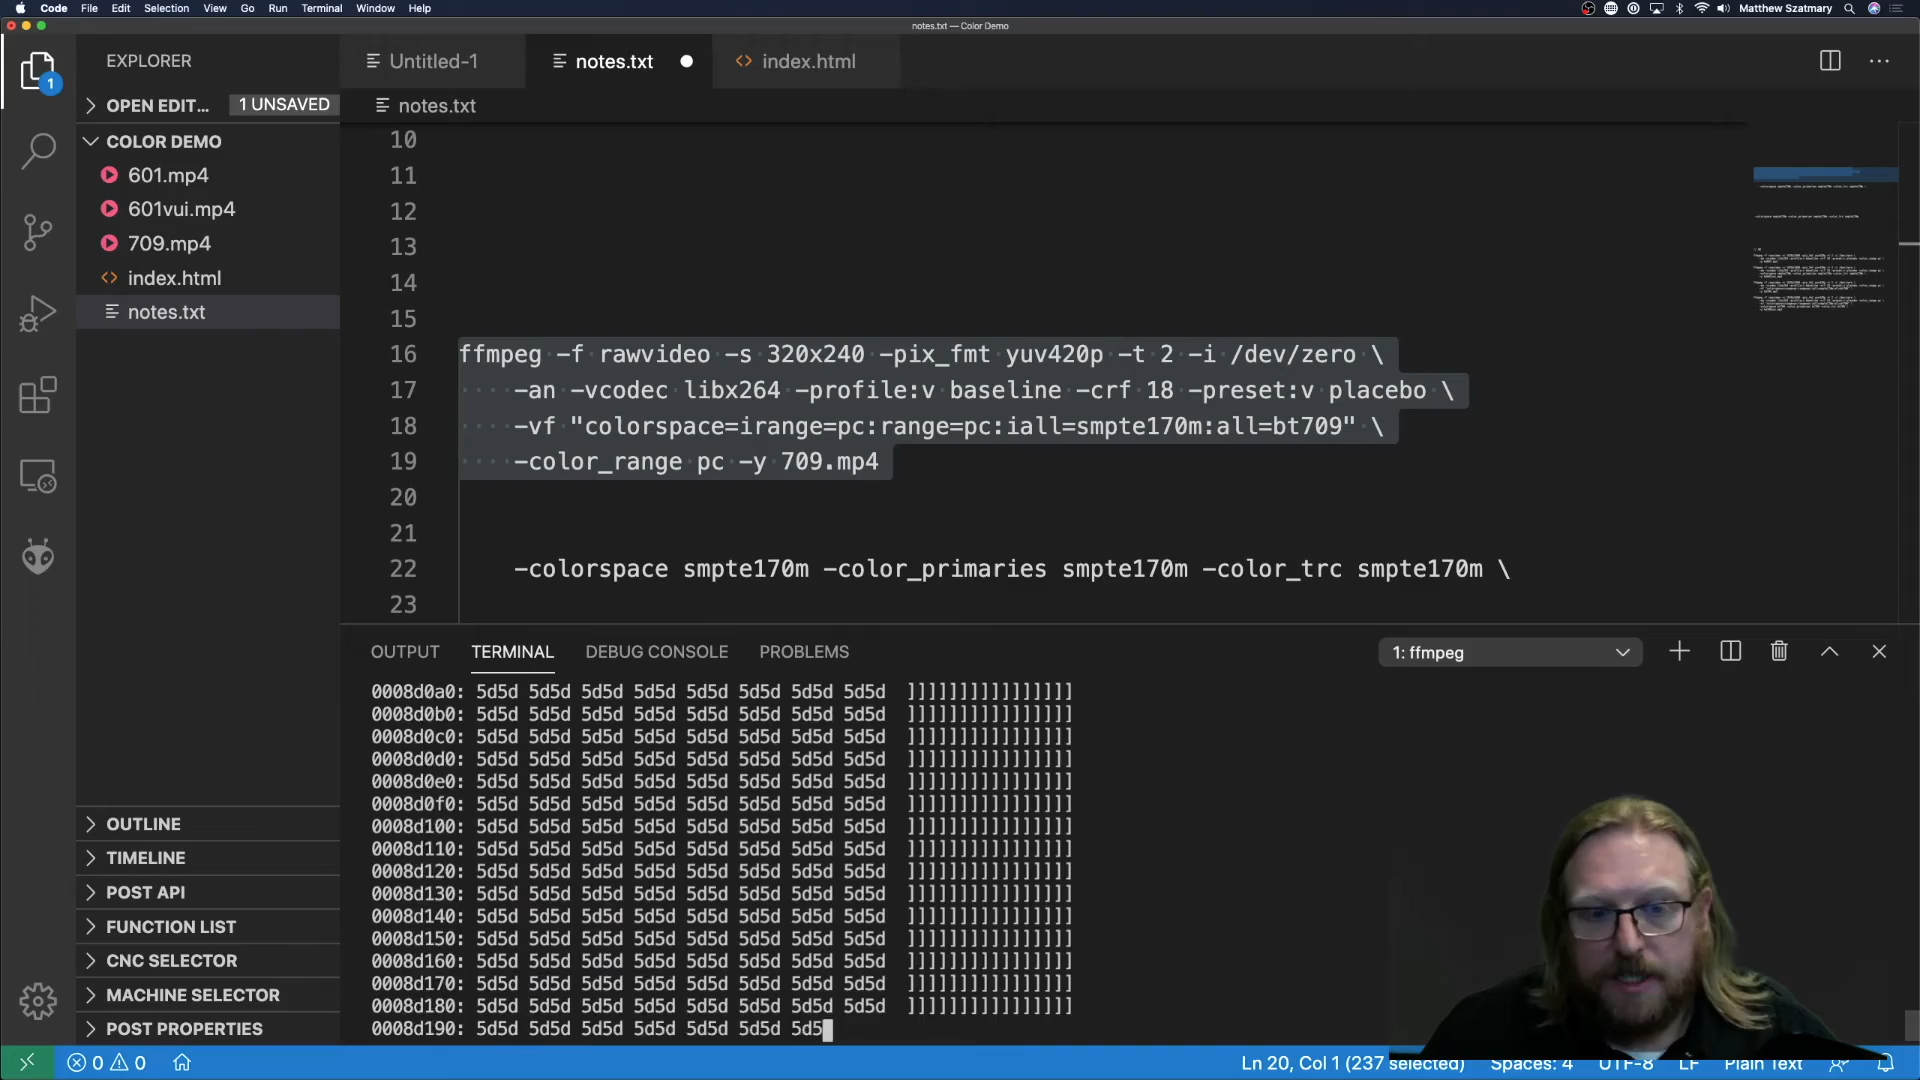 Code File Edit Selection View Go Run Terminal Window Help Matthew Szatmary
notes.txt — Color Demo
EXPLORER
1
OPEN EDIT... 1 UNSAVED
COLOR DEMO
601.mp4
601vui.mp4
709.mp4
index.html
notes.txt
OUTLINE
TIMELINE
POST API
FUNCTION LIST
CNC SELECTOR
MACHINE SELECTOR
POST PROPERTIES
Untitled-1 notes.txt index.html
notes.txt
10
11
12
13
14
15
16 ffmpeg -f rawvideo -s 320x240 -pix_fmt yuv420p -t 2 -i /dev/zero \
17 -an -vcodec libx264 -profile:v baseline -crf 18 -preset:v placebo \
18 -vf "colorspace=irange=pc:range=pc:iall=smpte170m:all=bt709" \
19 -color_range pc -y 709.mp4
20
21
22 -colorspace smpte170m -color_primaries smpte170m -color_trc smpte170m \
23
OUTPUT TERMINAL DEBUG CONSOLE PROBLEMS 1: ffmpeg
0008d0a0: 5d5d 5d5d 5d5d 5d5d 5d5d 5d5d 5d5d 5d5d ]]]]]]]]]]]]]]]]
0008d0b0: 5d5d 5d5d 5d5d 5d5d 5d5d 5d5d 5d5d 5d5d ]]]]]]]]]]]]]]]]
0008d0c0: 5d5d 5d5d 5d5d 5d5d 5d5d 5d5d 5d5d 5d5d ]]]]]]]]]]]]]]]]
0008d0d0: 5d5d 5d5d 5d5d 5d5d 5d5d 5d5d 5d5d 5d5d ]]]]]]]]]]]]]]]]
0008d0e0: 5d5d 5d5d 5d5d 5d5d 5d5d 5d5d 5d5d 5d5d ]]]]]]]]]]]]]]]]
0008d0f0: 5d5d 5d5d 5d5d 5d5d 5d5d 5d5d 5d5d 5d5d ]]]]]]]]]]]]]]]]
0008d100: 5d5d 5d5d 5d5d 5d5d 5d5d 5d5d 5d5d 5d5d ]]]]]]]]]]]]]]]]
0008d110: 5d5d 5d5d 5d5d 5d5d 5d5d 5d5d 5d5d 5d5d ]]]]]]]]]]]]]]]]
0008d120: 5d5d 5d5d 5d5d 5d5d 5d5d 5d5d 5d5d 5d5d ]]]]]]]]]]]]]]]]
0008d130: 5d5d 5d5d 5d5d 5d5d 5d5d 5d5d 5d5d 5d5d ]]]]]]]]]]]]]]]]
0008d140: 5d5d 5d5d 5d5d 5d5d 5d5d 5d5d 5d5d 5d5d ]]]]]]]]]]]]]]]]
0008d150: 5d5d 5d5d 5d5d 5d5d 5d5d 5d5d 5d5d 5d5d ]]]]]]]]]]]]]]]]
0008d160: 5d5d 5d5d 5d5d 5d5d 5d5d 5d5d 5d5d 5d5d ]]]]]]]]]]]]]]]]
0008d170: 5d5d 5d5d 5d5d 5d5d 5d5d 5d5d 5d5d 5d5d ]]]]]]]]]]]]]]]]
0008d180: 5d5d 5d5d 5d5d 5d5d 5d5d 5d5d 5d5d 5d5d ]]]]]]]]]]]]]]]]
0008d190: 5d5d 5d5d 5d5d 5d5d 5d5d 5d5d 5d5
0 0 Ln 20, Col 1 (237 selected) Spaces: 4 UTF-8 LF Plain Text